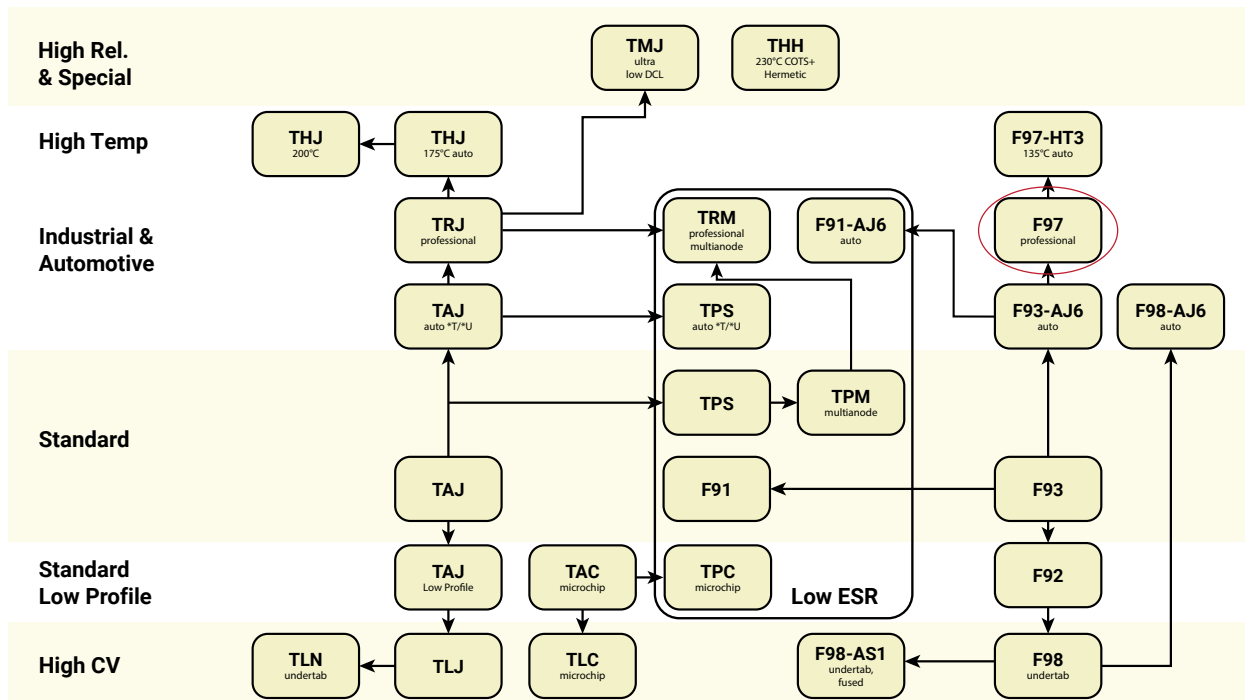 High Rel.
& Special
TMJ
ultra
low DCL
THH
230°C COTS+
Hermetic
High Temp
THJ
200°C
THJ
175°C auto
F97-HT3
135°C auto
Industrial &
Automotive
TRJ
professional
TRM
professional
multianode
F91-AJ6
auto
F97
professional
TAJ
auto *T/*U
TPS
auto *T/*U
F93-AJ6
auto
F98-AJ6
auto
Standard
TPS
TPM
multianode
TAJ
F91
F93
Standard
Low Profile
TAJ
Low Profile
TAC
microchip
TPC
microchip
Low ESR
F92
High CV
TLN
undertab
TLJ
TLC
microchip
F98-AS1
undertab,
fused
F98
undertab